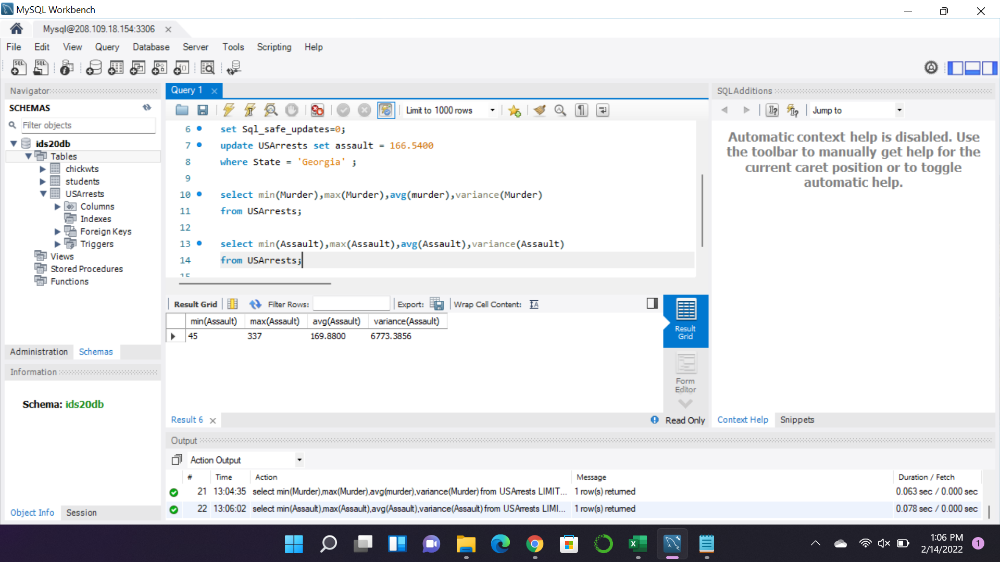 MySQL Workbench
Mysql@208.109.18.154:3306
File Edit View Query Database Server Tools Scripting Help
Navigator
SCHEMAS
Filter objects
ids20db
Tables
chickwts
students
USArrests
Columns
Indexes
Foreign Keys
Triggers
Views
Stored Procedures
Functions
Administration Schemas
Information
Schema: ids20db
Object Info Session
Query 1
Limit to 1000 rows
6 set Sql_safe_updates=0;
7 update USArrests set assault = 166.5400
8 where State = 'Georgia' ;
9
10 select min(Murder),max(Murder),avg(murder),variance(Murder)
11 from USArrests;
12
13 select min(Assault),max(Assault),avg(Assault),variance(Assault)
14 from USArrests;
15
Result Grid Filter Rows: Export: Wrap Cell Content:
min(Assault) max(Assault) avg(Assault) variance(Assault)
45 337 169.8800 6773.3856
Result
Grid
Form
Editor
Result 6 Read Only
SQLAdditions
Jump to
Automatic context help is disabled. Use
the toolbar to manually get help for the
current caret position or to toggle
automatic help.
Context Help Snippets
Output
Action Output
# Time Action Message Duration / Fetch
21 13:04:35 select min(Murder),max(Murder),avg(murder),variance(Murder) from USArrests LIMIT... 1 row(s) returned 0.063 sec / 0.000 sec
22 13:06:02 select min(Assault),max(Assault),avg(Assault),variance(Assault) from USArrests LIMI... 1 row(s) returned 0.078 sec / 0.000 sec
1:06 PM
2/14/2022
1